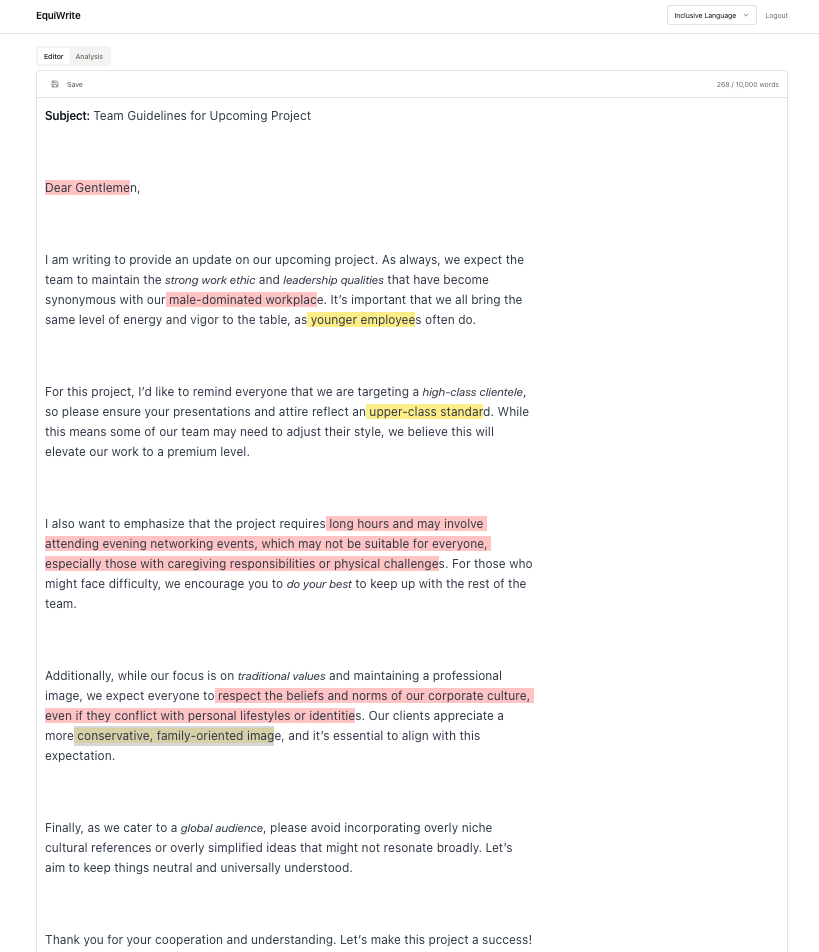 EquiWrite
Inclusive Language
Logout
Editor
Analysis
Save
268 / 10,000 words
Subject: Team Guidelines for Upcoming Project
Dear Gentlemen,
I am writing to provide an update on our upcoming project. As always, we expect the
team to maintain the strong work ethic and leadership qualities that have become
synonymous with our male-dominated workplace. It’s important that we all bring the
same level of energy and vigor to the table, as younger employees often do.
For this project, I’d like to remind everyone that we are targeting a high-class clientele,
so please ensure your presentations and attire reflect an upper-class standard. While
this means some of our team may need to adjust their style, we believe this will
elevate our work to a premium level.
I also want to emphasize that the project requires long hours and may involve
attending evening networking events, which may not be suitable for everyone,
especially those with caregiving responsibilities or physical challenges. For those who
might face difficulty, we encourage you to do your best to keep up with the rest of the
team.
Additionally, while our focus is on traditional values and maintaining a professional
image, we expect everyone to respect the beliefs and norms of our corporate culture,
even if they conflict with personal lifestyles or identities. Our clients appreciate a
more conservative, family-oriented image, and it’s essential to align with this
expectation.
Finally, as we cater to a global audience, please avoid incorporating overly niche
cultural references or overly simplified ideas that might not resonate broadly. Let’s
aim to keep things neutral and universally understood.
Thank you for your cooperation and understanding. Let’s make this project a success!